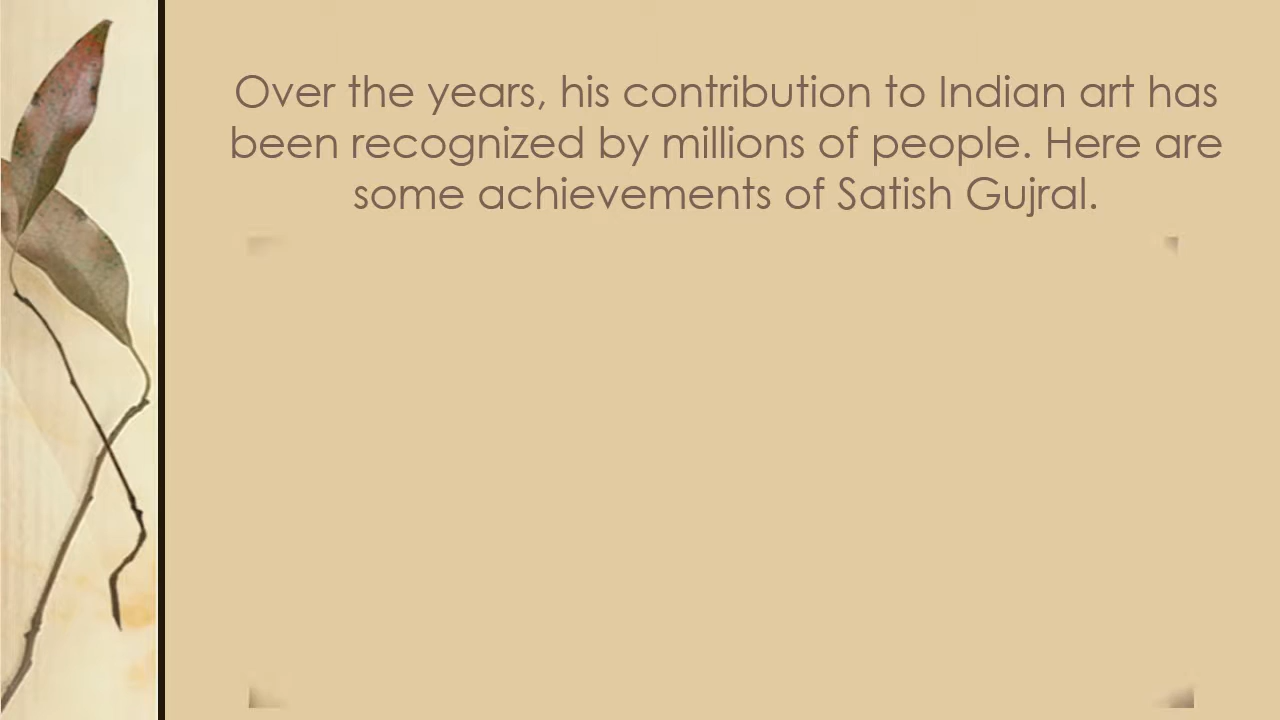 Over the years, his contribution to Indian art has
been recognized by millions of people. Here are
some achievements of Satish Gujral.